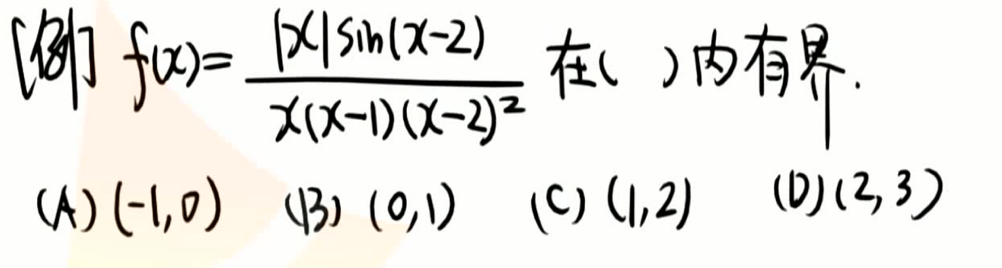 [例] f(x)= |x|sin(x-2) / x(x-1)(x-2)² 在( )内有界.
(A)(-1,0) (B)(0,1) (C)(1,2) (D)(2,3)